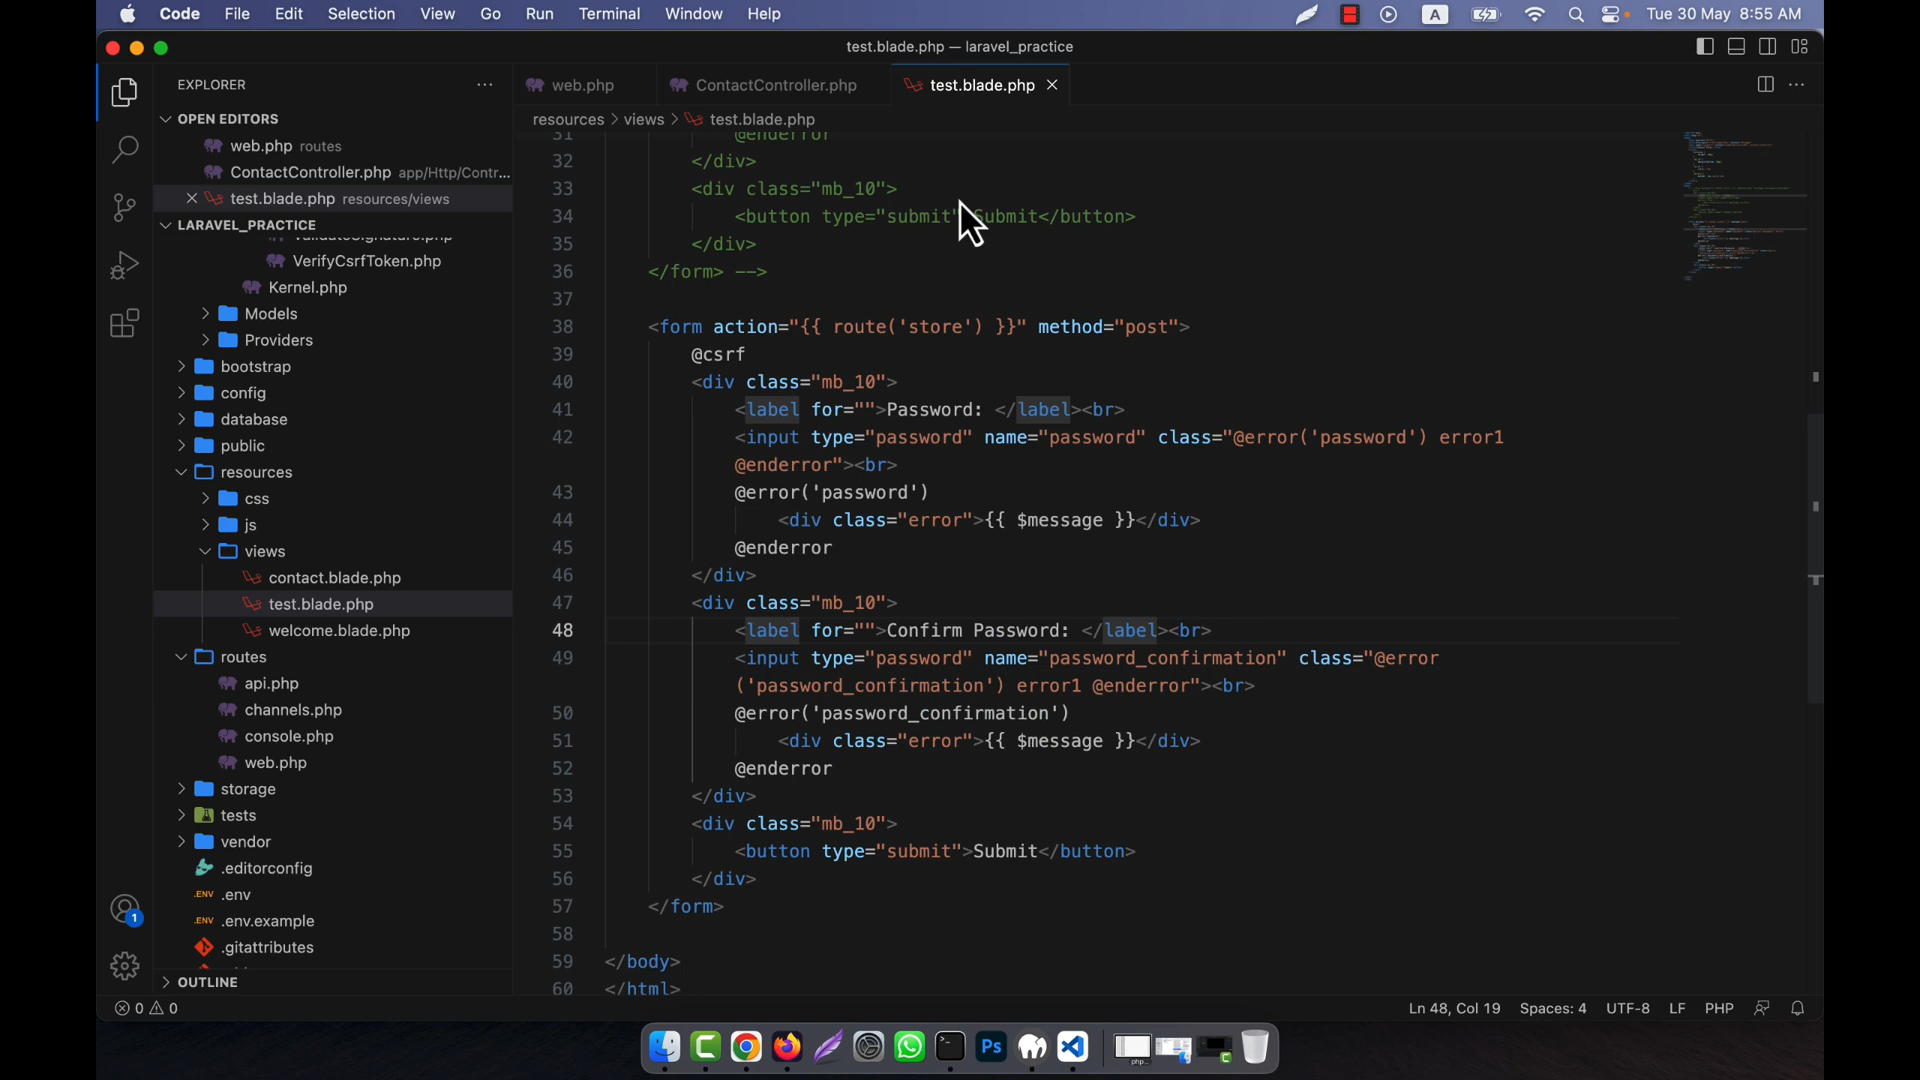 Code File Edit Selection View Go Run Terminal Window Help
A
Tue 30 May 8:55 AM
test.blade.php — laravel_practice
EXPLORER
web.php
ContactController.php
test.blade.php
OPEN EDITORS
resources > views > test.blade.php
web.php routes
ContactController.php app/Http/Contr...
test.blade.php resources/views
LARAVEL_PRACTICE
ValidateSignature.php
VerifyCsrfToken.php
Kernel.php
Models
Providers
bootstrap
config
database
public
resources
css
js
views
contact.blade.php
test.blade.php
welcome.blade.php
routes
api.php
channels.php
console.php
web.php
storage
tests
vendor
.editorconfig
.ENV .env
.ENV .env.example
.gitattributes
OUTLINE
1
31 @enderror
32 </div>
33 <div class="mb_10">
34 <button type="submit">Submit</button>
35 </div>
36 </form> -->
37
38 <form action="{{ route('store') }}" method="post">
39 @csrf
40 <div class="mb_10">
41 <label for="">Password: </label><br>
42 <input type="password" name="password" class="@error('password') error1
@enderror"><br>
43 @error('password')
44 <div class="error">{{ $message }}</div>
45 @enderror
46 </div>
47 <div class="mb_10">
48 <label for="">Confirm Password: </label><br>
49 <input type="password" name="password_confirmation" class="@error
('password_confirmation') error1 @enderror"><br>
50 @error('password_confirmation')
51 <div class="error">{{ $message }}</div>
52 @enderror
53 </div>
54 <div class="mb_10">
55 <button type="submit">Submit</button>
56 </div>
57 </form>
58
59 </body>
60 </html>
0 0
Ln 48, Col 19 Spaces: 4 UTF-8 LF PHP
Ps
php